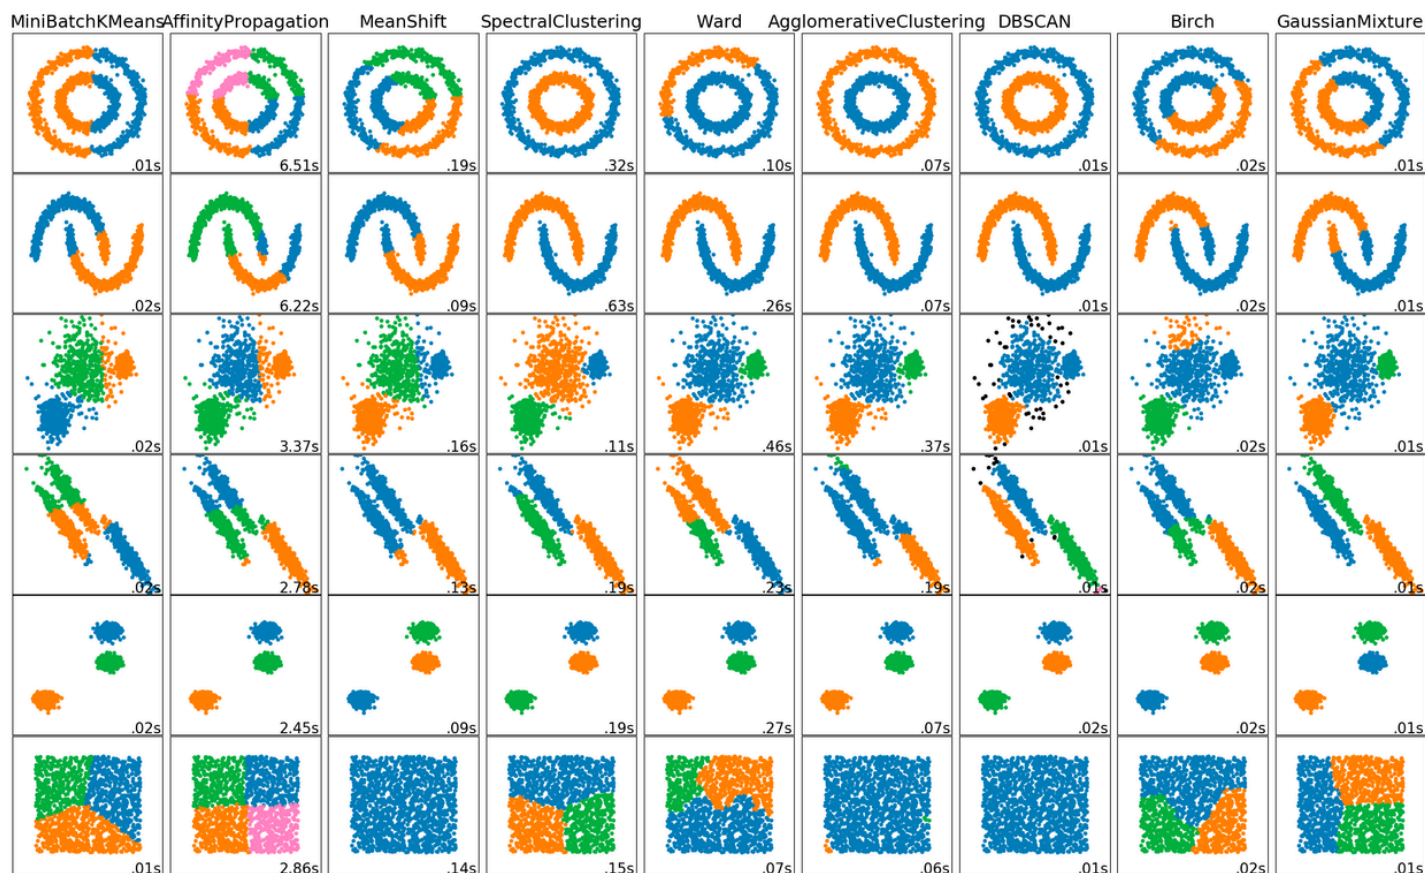 MiniBatchKMeans AffinityPropagation MeanShift SpectralClustering Ward AgglomerativeClustering DBSCAN Birch GaussianMixture
.01s 6.51s .19s .32s .10s .07s .01s .02s .01s
.02s 6.22s .09s .63s .26s .07s .01s .02s .01s
.02s 3.37s .16s .11s .46s .37s .01s .02s .01s
.02s 2.78s .13s .19s .23s .19s .01s .02s .01s
.02s 2.45s .09s .19s .27s .07s .02s .02s .01s
.01s 2.86s .14s .15s .07s .06s .01s .02s .01s